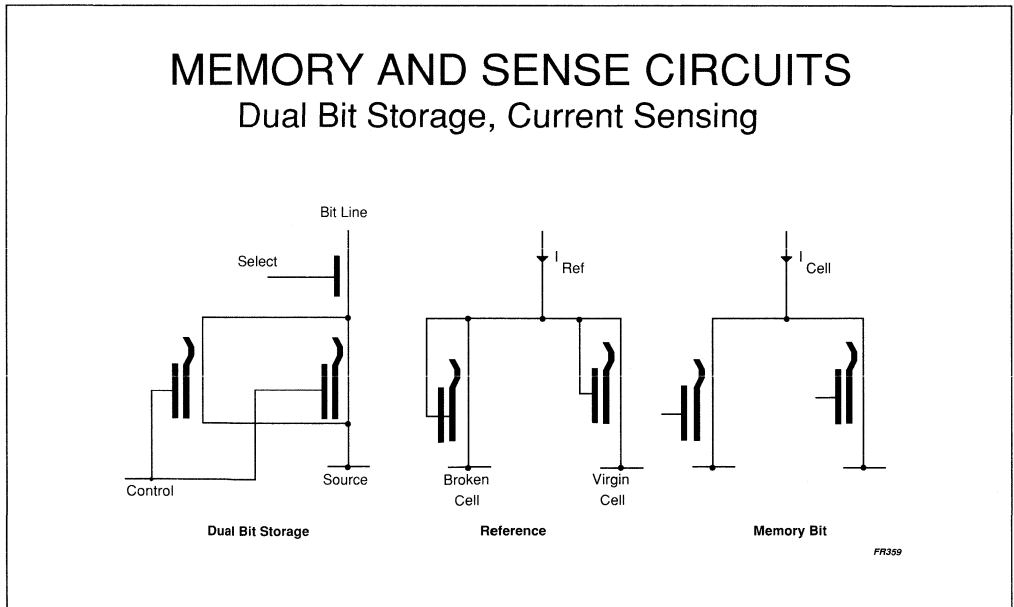 MEMORY AND SENSE CIRCUITS
Dual Bit Storage, Current Sensing
Bit Line
Select
Control
Source
Dual Bit Storage
I Ref
Broken
Cell
Virgin
Cell
Reference
I Cell
Memory Bit
FR359